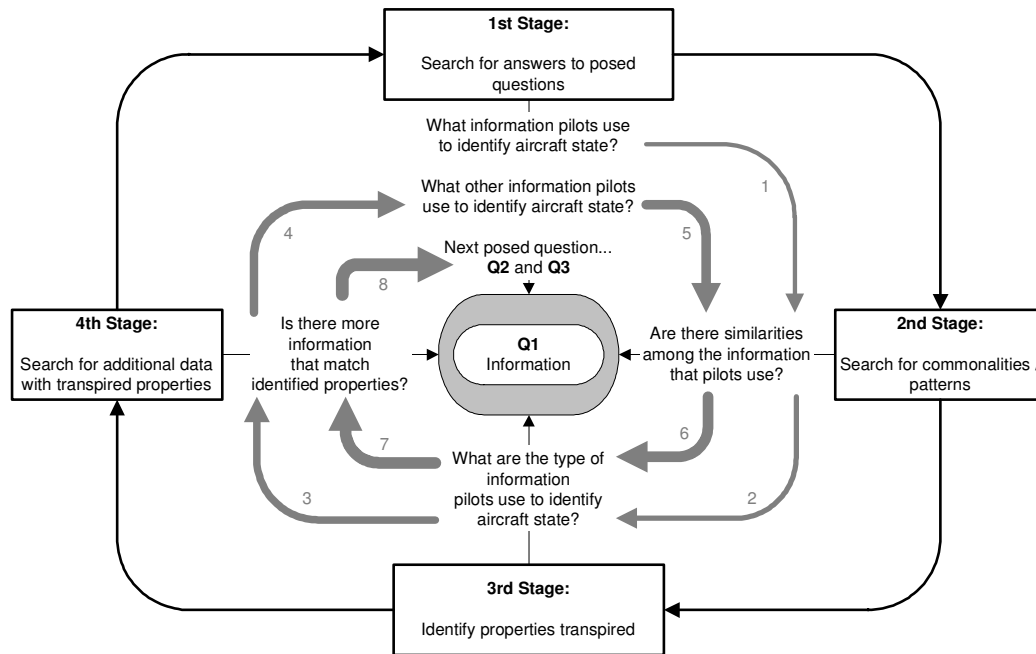 1st Stage:
Search for answers to posed
questions
What information pilots use
to identify aircraft state?
1
What other information pilots
use to identify aircraft state?
4
5
Next posed question...
Q2 and Q3
8
4th Stage:
Search for additional data
with transpired properties
Is there more
information
that match
identified properties?
Q1
Information
Are there similarities
among the information
that pilots use?
2nd Stage:
Search for commonalities /
patterns
7
6
What are the type of
information
pilots use to identify
aircraft state?
3
2
3rd Stage:
Identify properties transpired